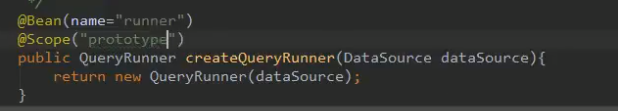 */
@Bean(name="runner")
@Scope("prototype")
public QueryRunner createQueryRunner(DataSource dataSource){
return new QueryRunner(dataSource);
}